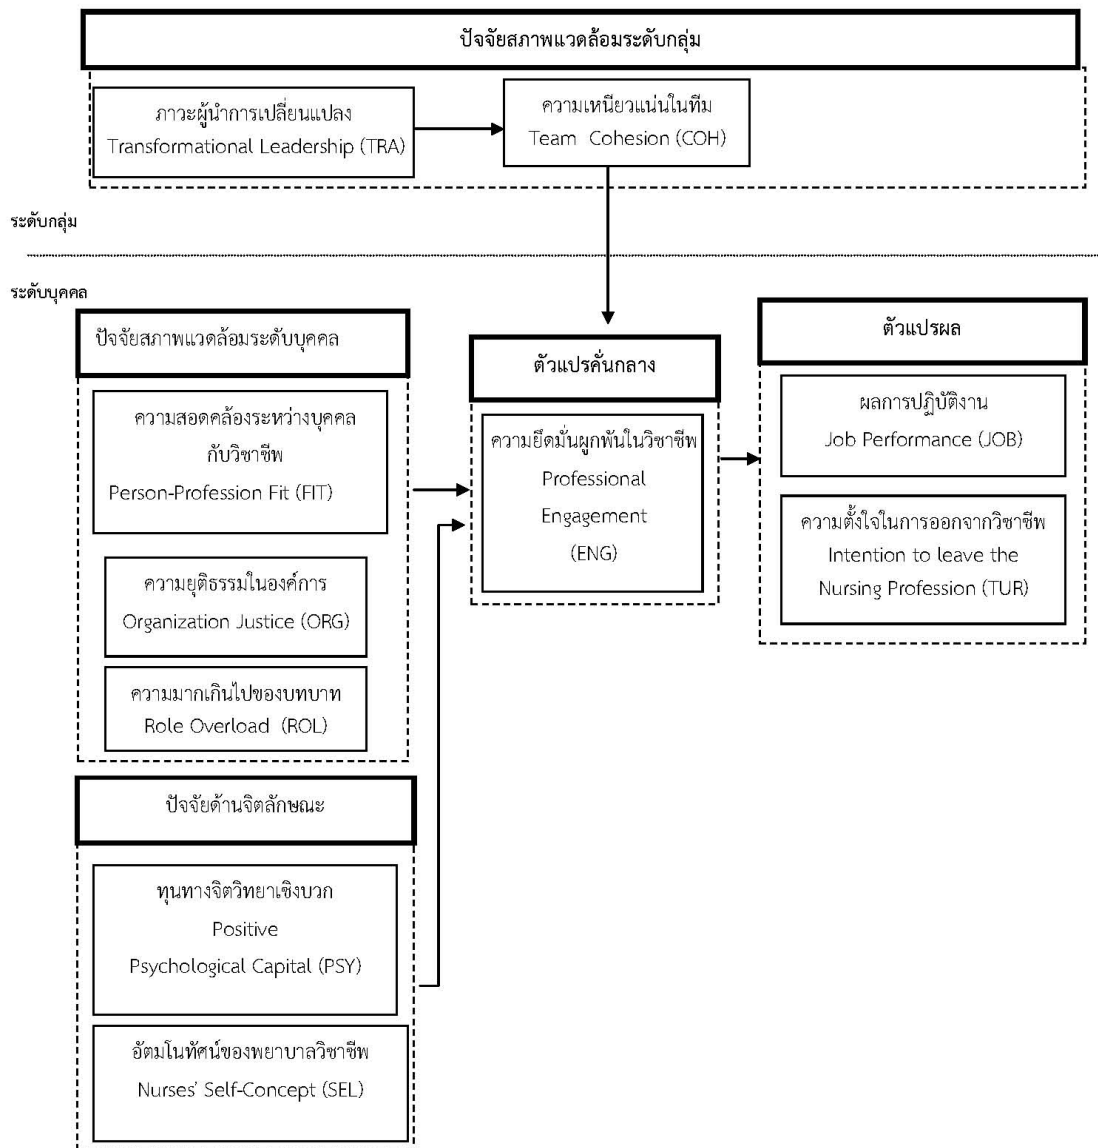 ปัจจัยสภาพแวดล้อมระดับกลุ่ม
ภาวะผู้นำการเปลี่ยนแปลง
Transformational Leadership (TRA)
ความเหนียวแน่นในทีม
Team Cohesion (COH)
ระดับกลุ่ม
ระดับบุคคล
ปัจจัยสภาพแวดล้อมระดับบุคคล
ความสอดคล้องระหว่างบุคคล
กับวิชาชีพ
Person-Profession Fit (FIT)
ความยุติธรรมในองค์การ
Organization Justice (ORG)
ความมากเกินไปของบทบาท
Role Overload (ROL)
ปัจจัยด้านจิตลักษณะ
ทุนทางจิตวิทยาเชิงบวก
Positive
Psychological Capital (PSY)
อัตมโนทัศน์ของพยาบาลวิชาชีพ
Nurses' Self-Concept (SEL)
ตัวแปรคั่นกลาง
ความยึดมั่นผูกพันในวิชาชีพ
Professional
Engagement
(ENG)
ตัวแปรผล
ผลการปฏิบัติงาน
Job Performance (JOB)
ความตั้งใจในการออกจากวิชาชีพ
Intention to leave the
Nursing Profession (TUR)